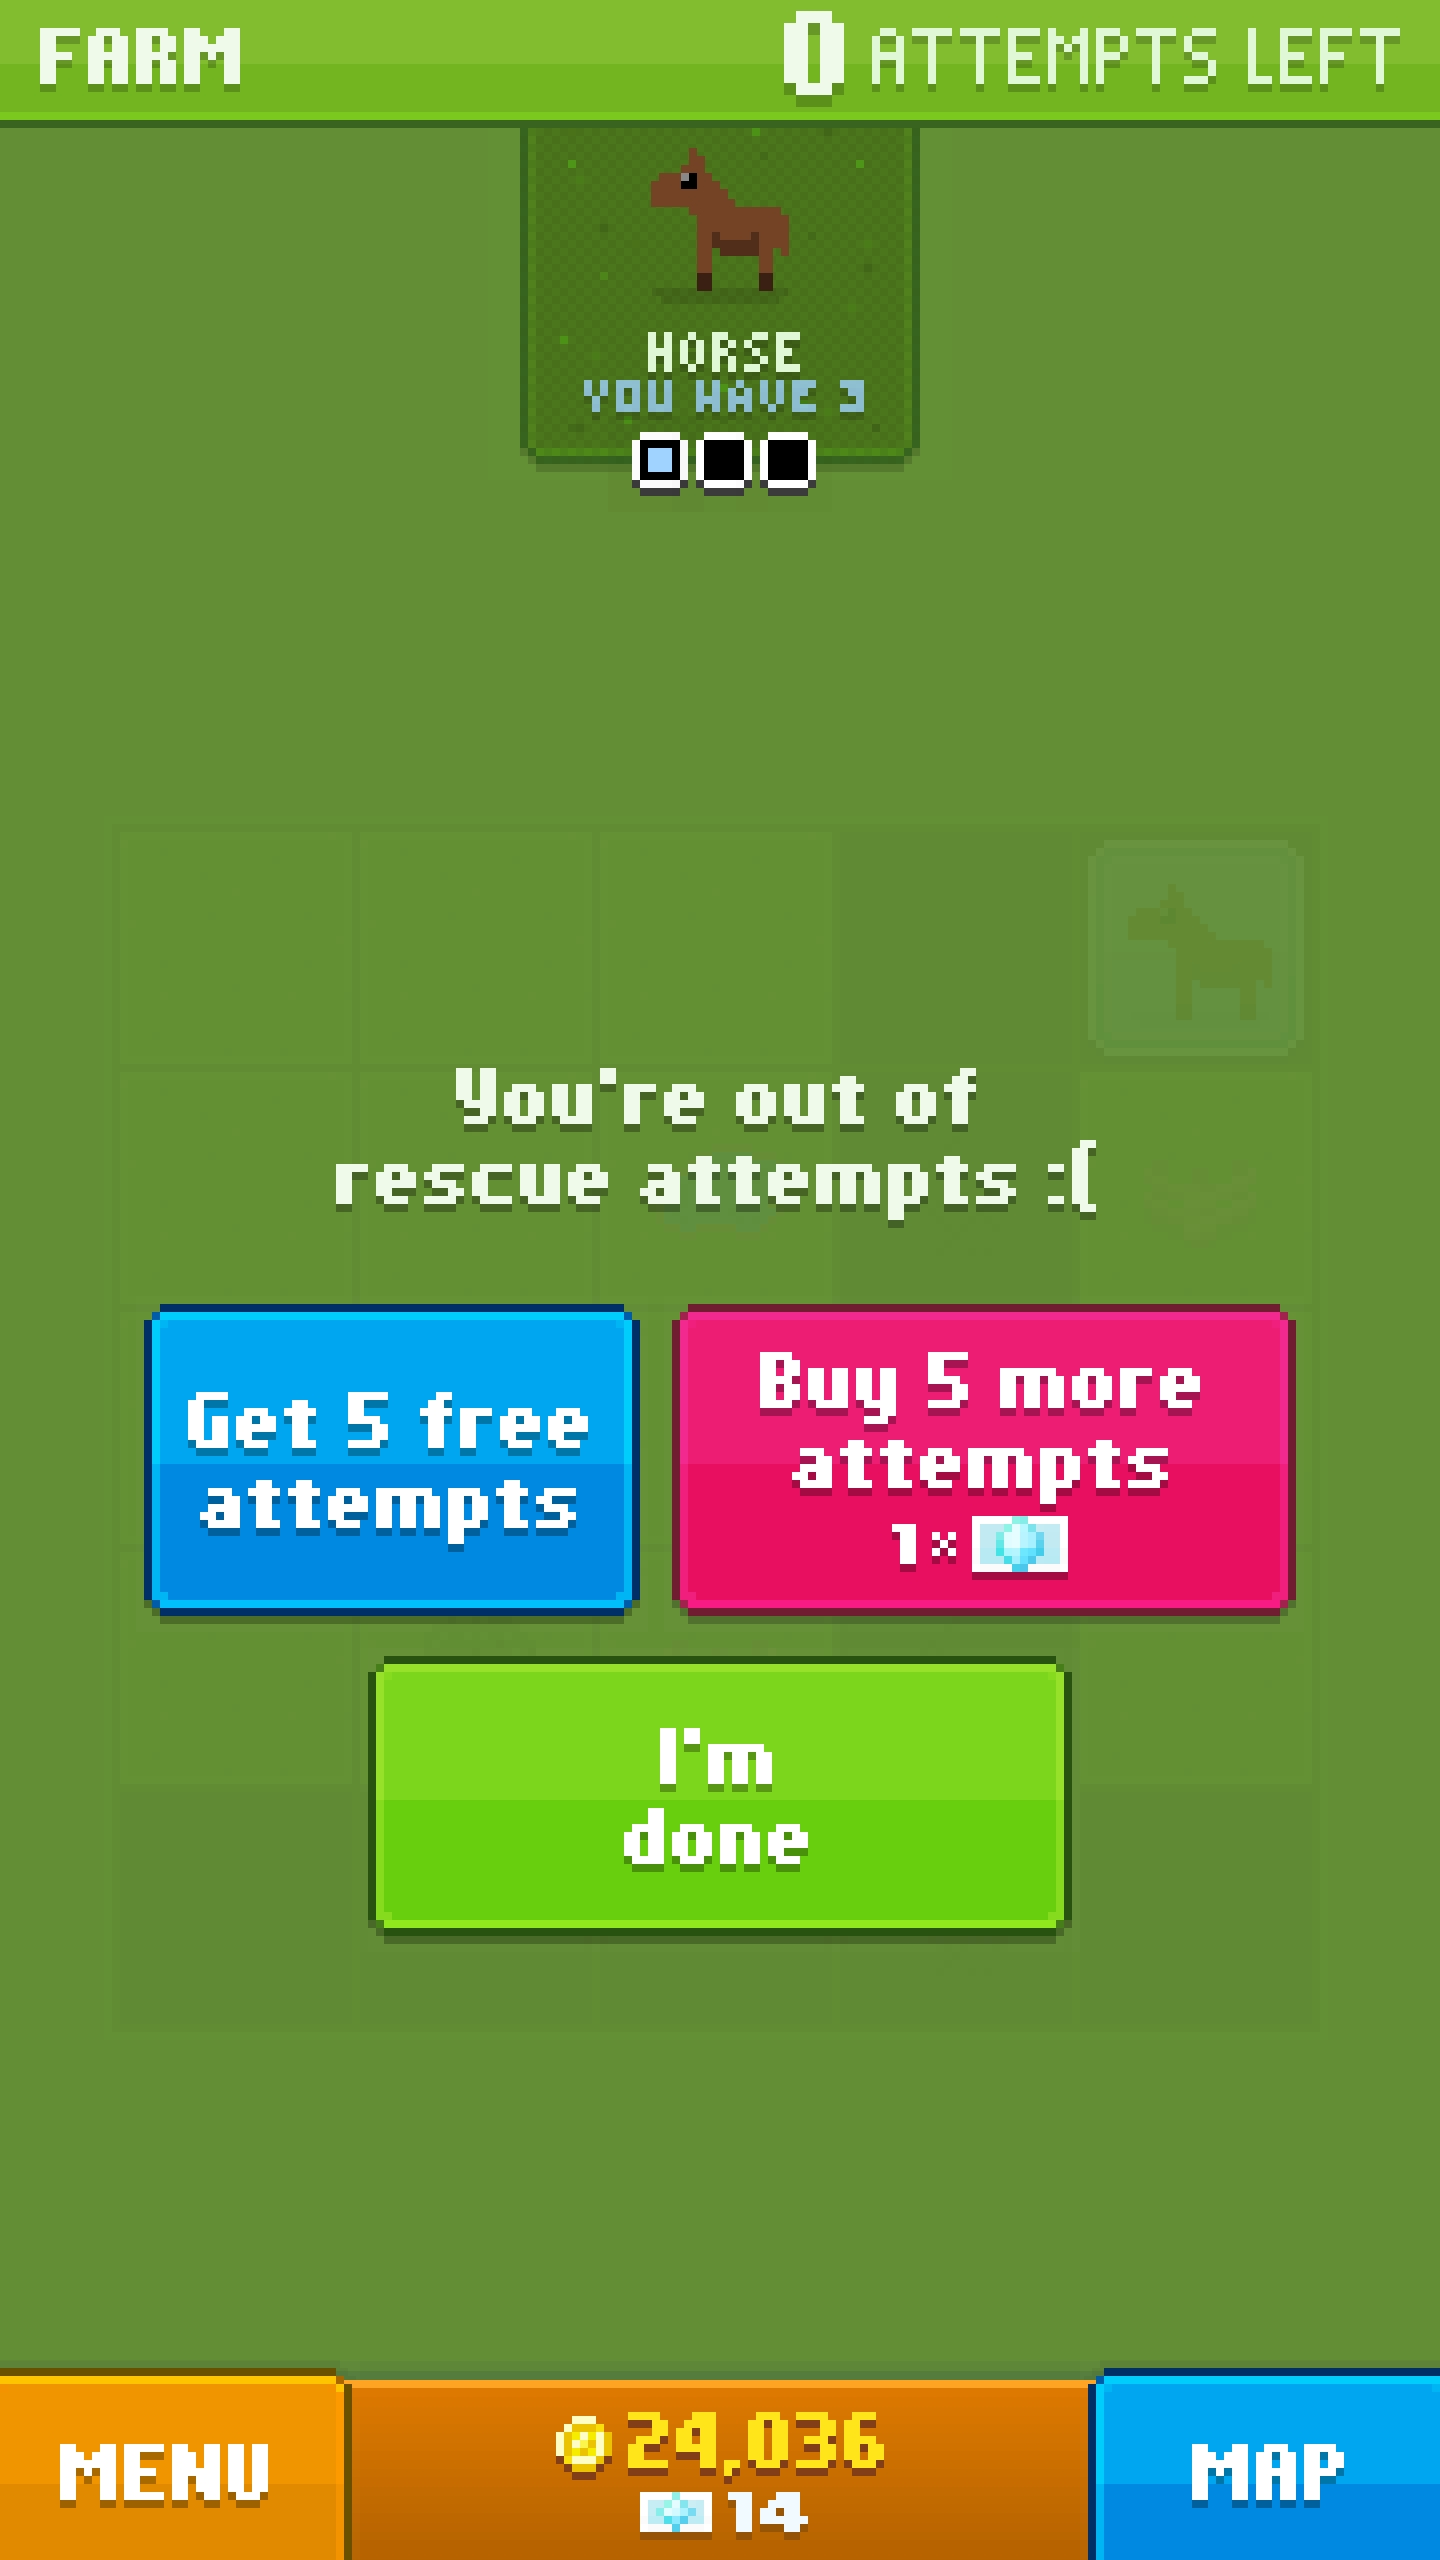 FARM
0 ATTEMPTS LEFT
HORSE
YOU HAVE 3
You're out of
rescue attempts :(
Get 5 free
attempts
Buy 5 more
attempts
1×
I'm
done
MENU
24,036
14
MAP